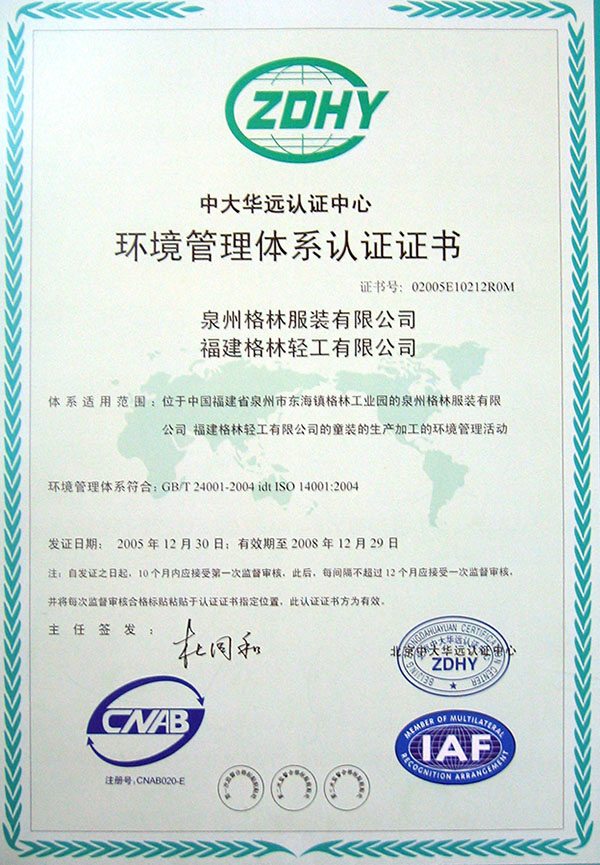 ZDHY
中大华远认证中心
环境管理体系认证证书
证书号: 02005E10212R0M
泉州格林服装有限公司
福建格林轻工有限公司
体系适用范围: 位于中国福建省泉州市东海镇格林工业园的泉州格林服装有限
公司 福建格林轻工有限公司的童装的生产加工的环境管理活动
环境管理体系符合: GB/T 24001-2004 idt ISO 14001:2004
发证日期: 2005 年 12 月 30 日; 有效期至 2008 年 12 月 29 日
注: 自发证之日起, 10 个月内应接受第一次监督审核, 此后, 每间隔不超过 12 个月应接受一次监督审核,
并将每次监督审核合格标贴粘贴于认证证书指定位置, 此认证证书方为有效。
主任签发:
杜同和
BEIJING ZHONGDAHUAYUAN CERTIFICATION CENTER
北京中大华远认证中心
ZDHY
CNAB
注册号, CNAB020-E
MEMBER OF MULTILATERAL
IAF
RECOGNITION ARRANGEMENT